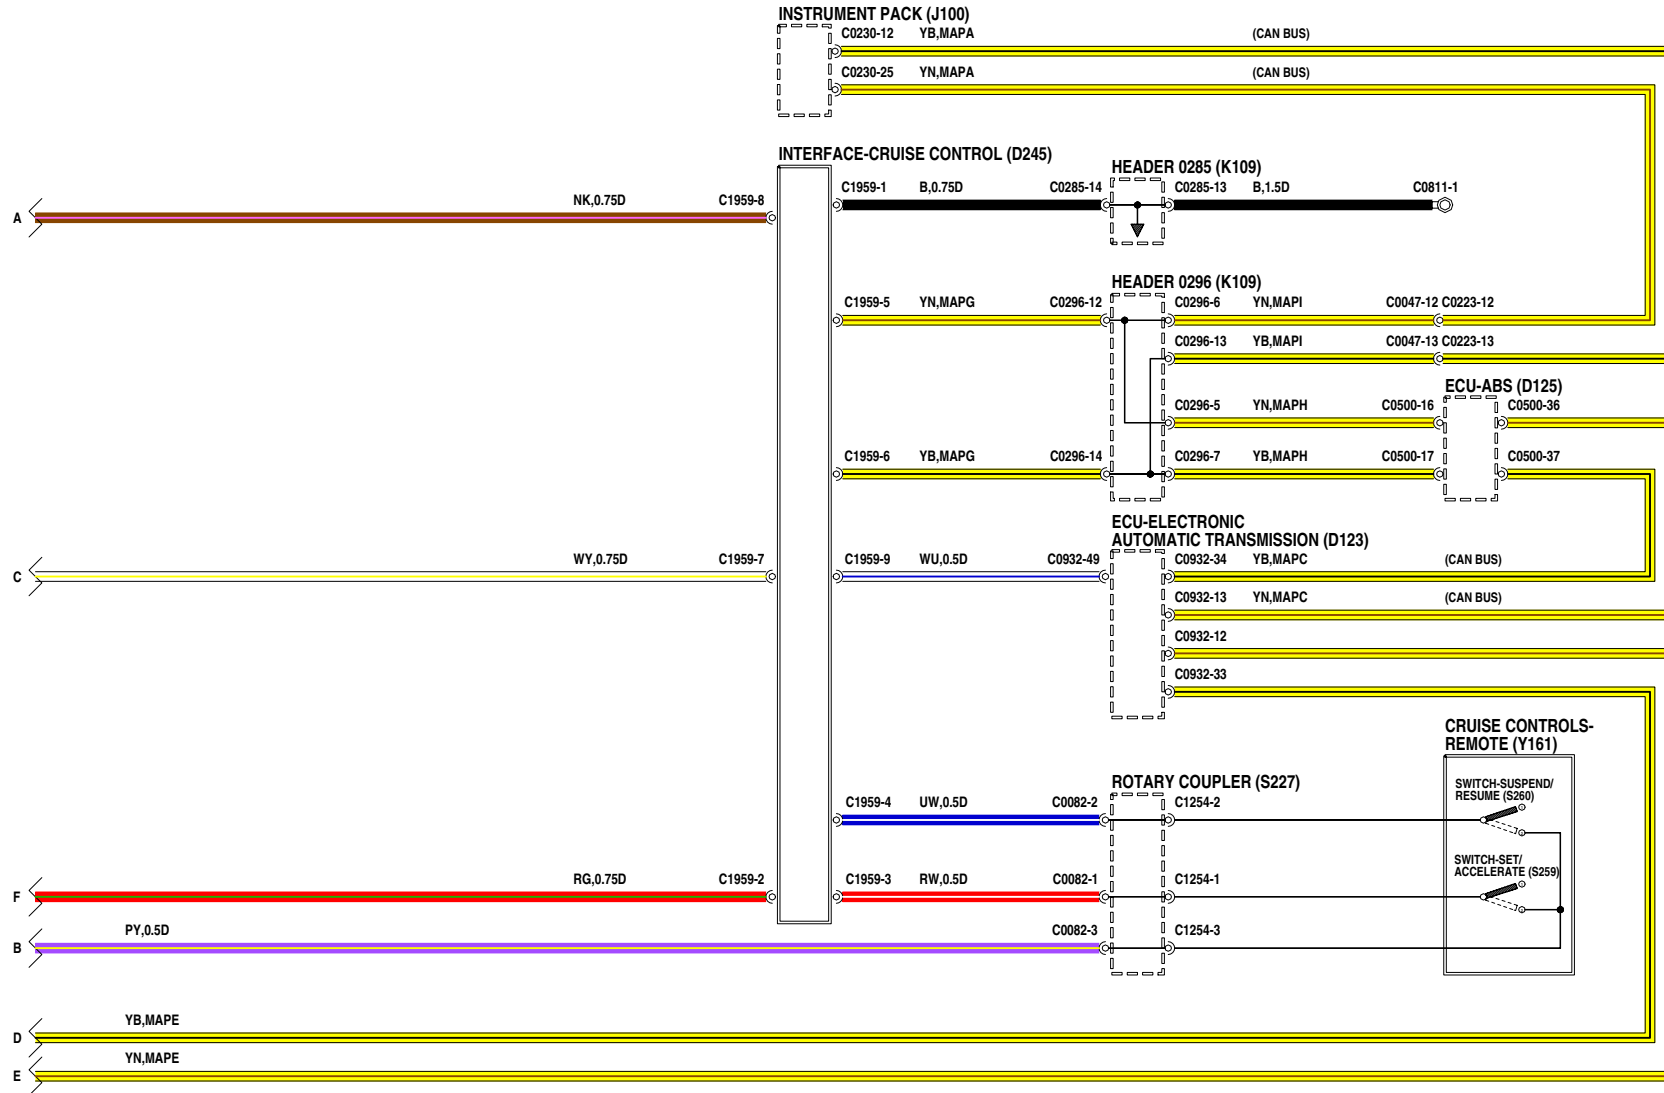 INSTRUMENT PACK (J100)
C0230-12 YB,MAPA (CAN BUS)
C0230-25 YN,MAPA (CAN BUS)
INTERFACE-CRUISE CONTROL (D245)
HEADER 0285 (K109)
A NK,0.75D C1959-8 C1959-1 B,0.75D C0285-14 C0285-13 B,1.5D C0811-1
HEADER 0296 (K109)
C1959-5 YN,MAPG C0296-12 C0296-6 YN,MAPI C0047-12 C0223-12
C0296-13 YB,MAPI C0047-13 C0223-13
ECU-ABS (D125)
C0296-5 YN,MAPH C0500-16 C0500-36
C1959-6 YB,MAPG C0296-14 C0296-7 YB,MAPH C0500-17 C0500-37
ECU-ELECTRONIC
AUTOMATIC TRANSMISSION (D123)
C WY,0.75D C1959-7 C1959-9 WU,0.5D C0932-49 C0932-34 YB,MAPC (CAN BUS)
C0932-13 YN,MAPC (CAN BUS)
C0932-12
C0932-33
CRUISE CONTROLS-
REMOTE (Y161)
ROTARY COUPLER (S227)
SWITCH-SUSPEND/
RESUME (S260)
C1959-4 UW,0.5D C0082-2 C1254-2
SWITCH-SET/
ACCELERATE (S259)
F RG,0.75D C1959-2 C1959-3 RW,0.5D C0082-1 C1254-1
B PY,0.5D C0082-3 C1254-3
D YB,MAPE
E YN,MAPE